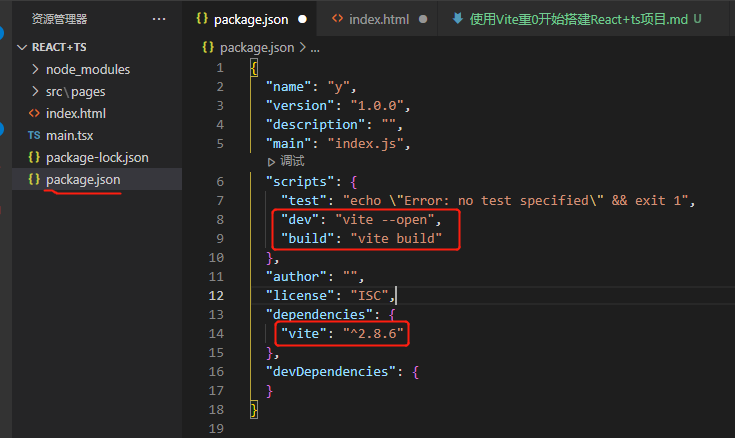 资源管理器 ...
REACT+TS
node_modules
src\pages
index.html
TS main.tsx
{} package-lock.json
{} package.json
{} package.json ●
<> index.html ●
使用Vite重0开始搭建React+ts项目.md U
{} package.json > ...
1 {
2 "name": "y",
3 "version": "1.0.0",
4 "description": "",
5 "main": "index.js",
调试
6 "scripts": {
7 "test": "echo \"Error: no test specified\" && exit 1",
8 "dev": "vite --open",
9 "build": "vite build"
10 },
11 "author": "",
12 "license": "ISC",
13 "dependencies": {
14 "vite": "^2.8.6"
15 },
16 "devDependencies": {
17 }
18 }
19